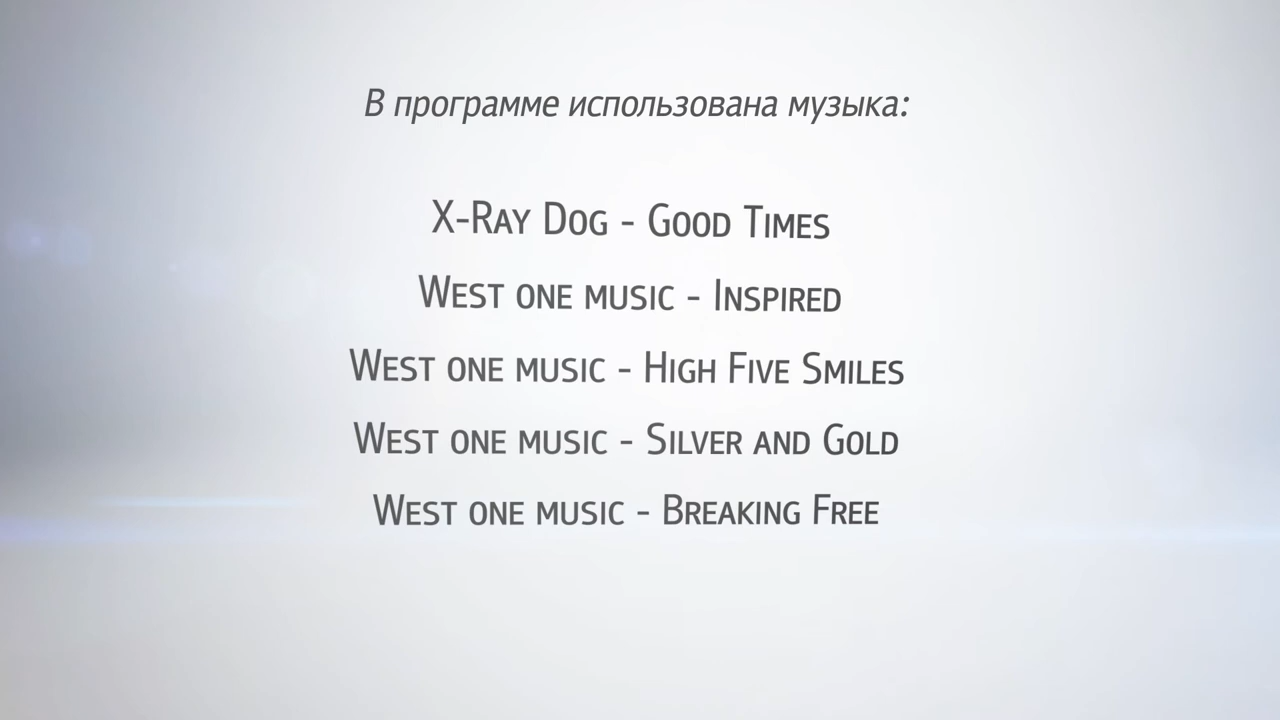 В программе использована музыка:
X-Ray Dog - Good Times
West one music - Inspired
West one music - High Five Smiles
West one music - Silver and Gold
West one music - Breaking Free